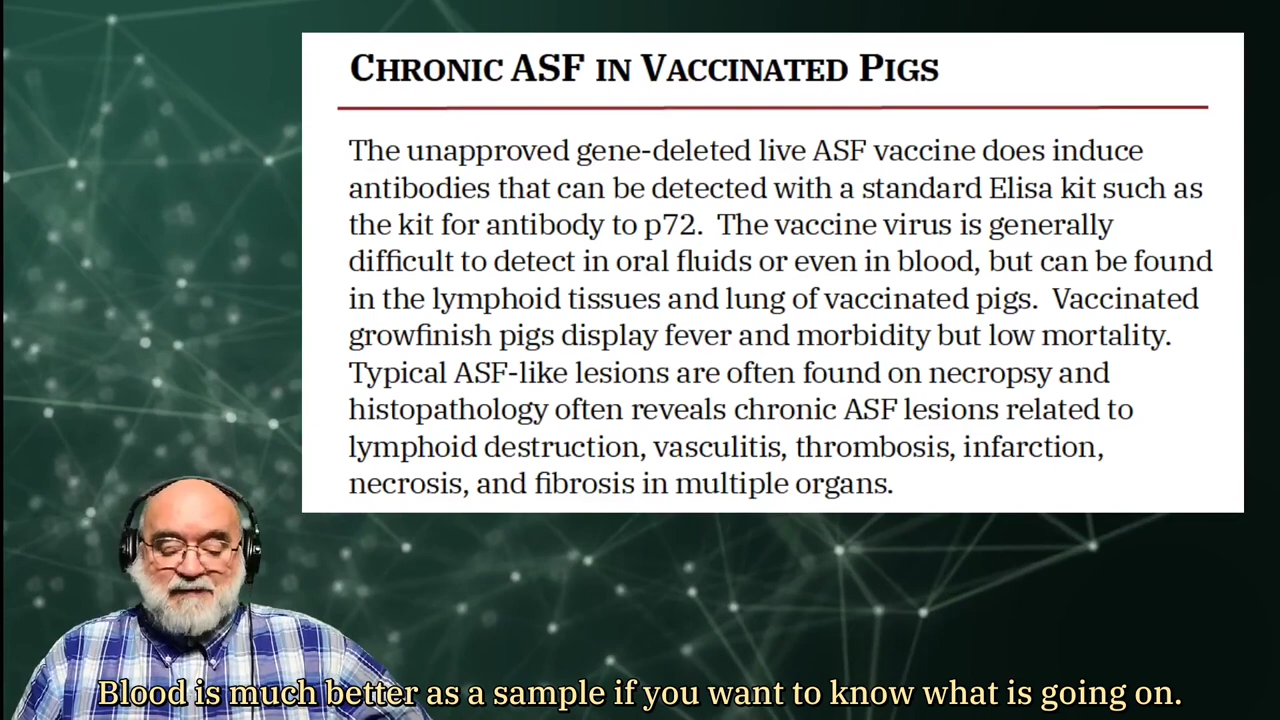 CHRONIC ASF IN VACCINATED PIGS
The unapproved gene-deleted live ASF vaccine does induce
antibodies that can be detected with a standard Elisa kit such as
the kit for antibody to p72.  The vaccine virus is generally
difficult to detect in oral fluids or even in blood, but can be found
in the lymphoid tissues and lung of vaccinated pigs.  Vaccinated
growfinish pigs display fever and morbidity but low mortality.
Typical ASF-like lesions are often found on necropsy and
histopathology often reveals chronic ASF lesions related to
lymphoid destruction, vasculitis, thrombosis, infarction,
necrosis, and fibrosis in multiple organs.
Blood is much better as a sample if you want to know what is going on.